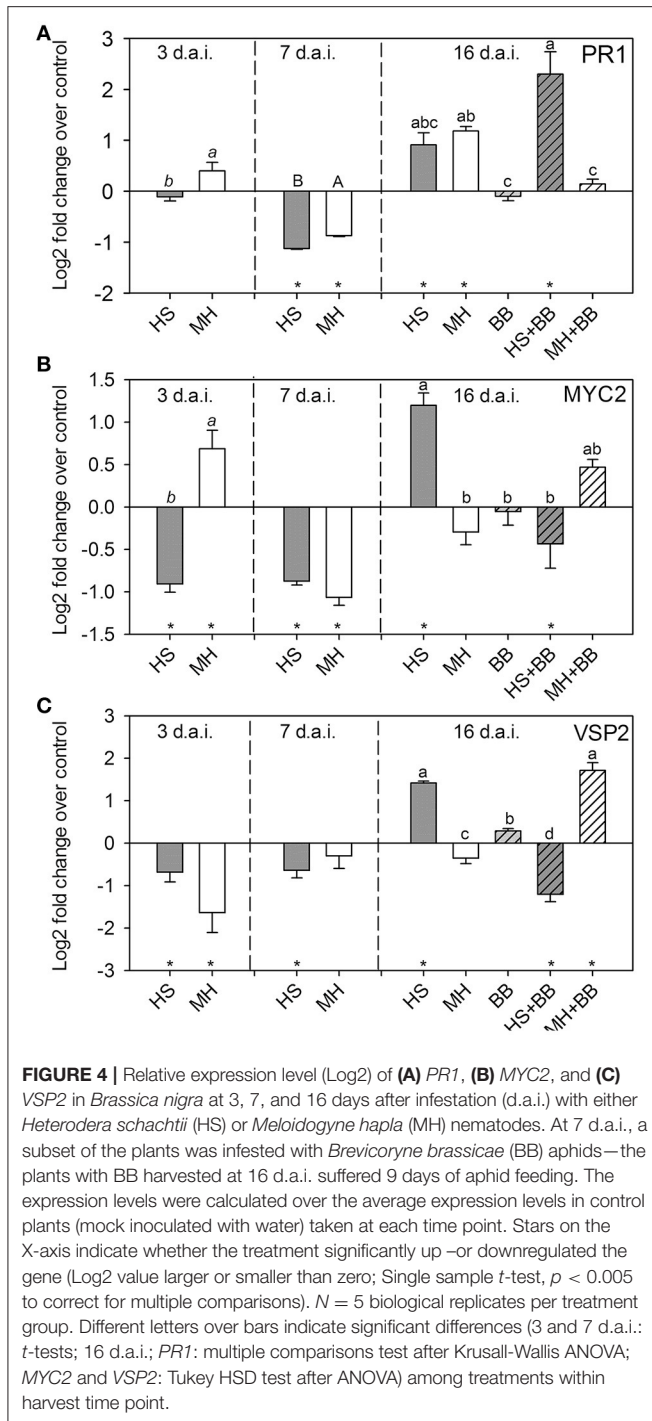 A
3 d.a.i. 7 d.a.i. 16 d.a.i. PR1
Log2 fold change over control
3
2
1
0
-1
-2
b a B A abc ab c a c
* * * * *
HS MH HS MH HS MH BB HS+BB MH+BB
B
3 d.a.i. 7 d.a.i. 16 d.a.i. MYC2
Log2 fold change over control
1.5
1.0
0.5
0.0
-0.5
-1.0
-1.5
b a a b b b ab
* * * * * *
HS MH HS MH HS MH BB HS+BB MH+BB
C
3 d.a.i. 7 d.a.i. 16 d.a.i. VSP2
Log2 fold change over control
3
2
1
0
-1
-2
-3
a c b d a
* * * * * *
HS MH HS MH HS MH BB HS+BB MH+BB
FIGURE 4 | Relative expression level (Log2) of (A) PR1, (B) MYC2, and (C)
VSP2 in Brassica nigra at 3, 7, and 16 days after infestation (d.a.i.) with either
Heterodera schachtii (HS) or Meloidogyne hapla (MH) nematodes. At 7 d.a.i., a
subset of the plants was infested with Brevicoryne brassicae (BB) aphids—the
plants with BB harvested at 16 d.a.i. suffered 9 days of aphid feeding. The
expression levels were calculated over the average expression levels in control
plants (mock inoculated with water) taken at each time point. Stars on the
X-axis indicate whether the treatment significantly up –or downregulated the
gene (Log2 value larger or smaller than zero; Single sample t-test, p < 0.005
to correct for multiple comparisons). N = 5 biological replicates per treatment
group. Different letters over bars indicate significant differences (3 and 7 d.a.i.:
t-tests; 16 d.a.i.; PR1: multiple comparisons test after Krusall-Wallis ANOVA;
MYC2 and VSP2: Tukey HSD test after ANOVA) among treatments within
harvest time point.